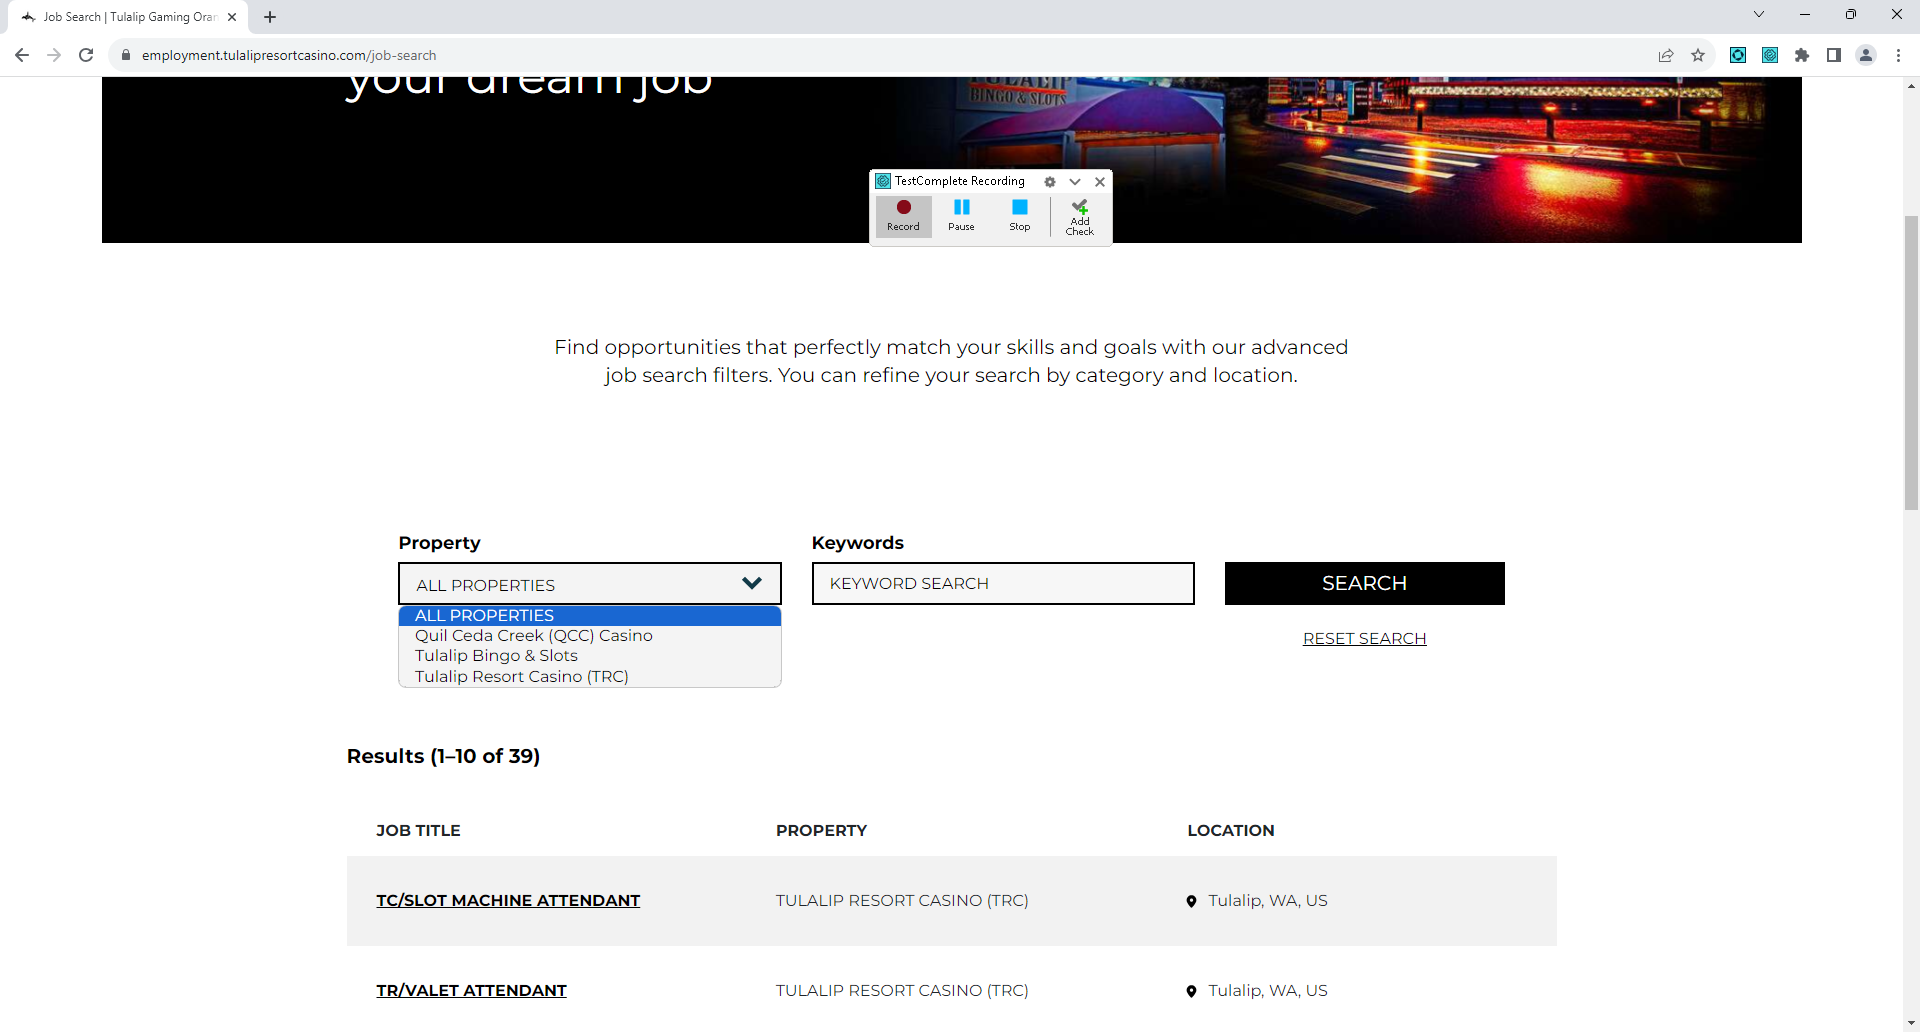 Job Search | Tulalip Gaming Oran
employment.tulalipresortcasino.com/job-search
your dream job
TULALIP
BINGO & SLOTS
TestComplete Recording
Record
Pause
Stop
Add
Check
Find opportunities that perfectly match your skills and goals with our advanced
job search filters. You can refine your search by category and location.
Property
Keywords
ALL PROPERTIES
KEYWORD SEARCH
SEARCH
ALL PROPERTIES
Quil Ceda Creek (QCC) Casino
Tulalip Bingo & Slots
Tulalip Resort Casino (TRC)
RESET SEARCH
Results (1–10 of 39)
JOB TITLE
PROPERTY
LOCATION
TC/SLOT MACHINE ATTENDANT
TULALIP RESORT CASINO (TRC)
Tulalip, WA, US
TR/VALET ATTENDANT
TULALIP RESORT CASINO (TRC)
Tulalip, WA, US